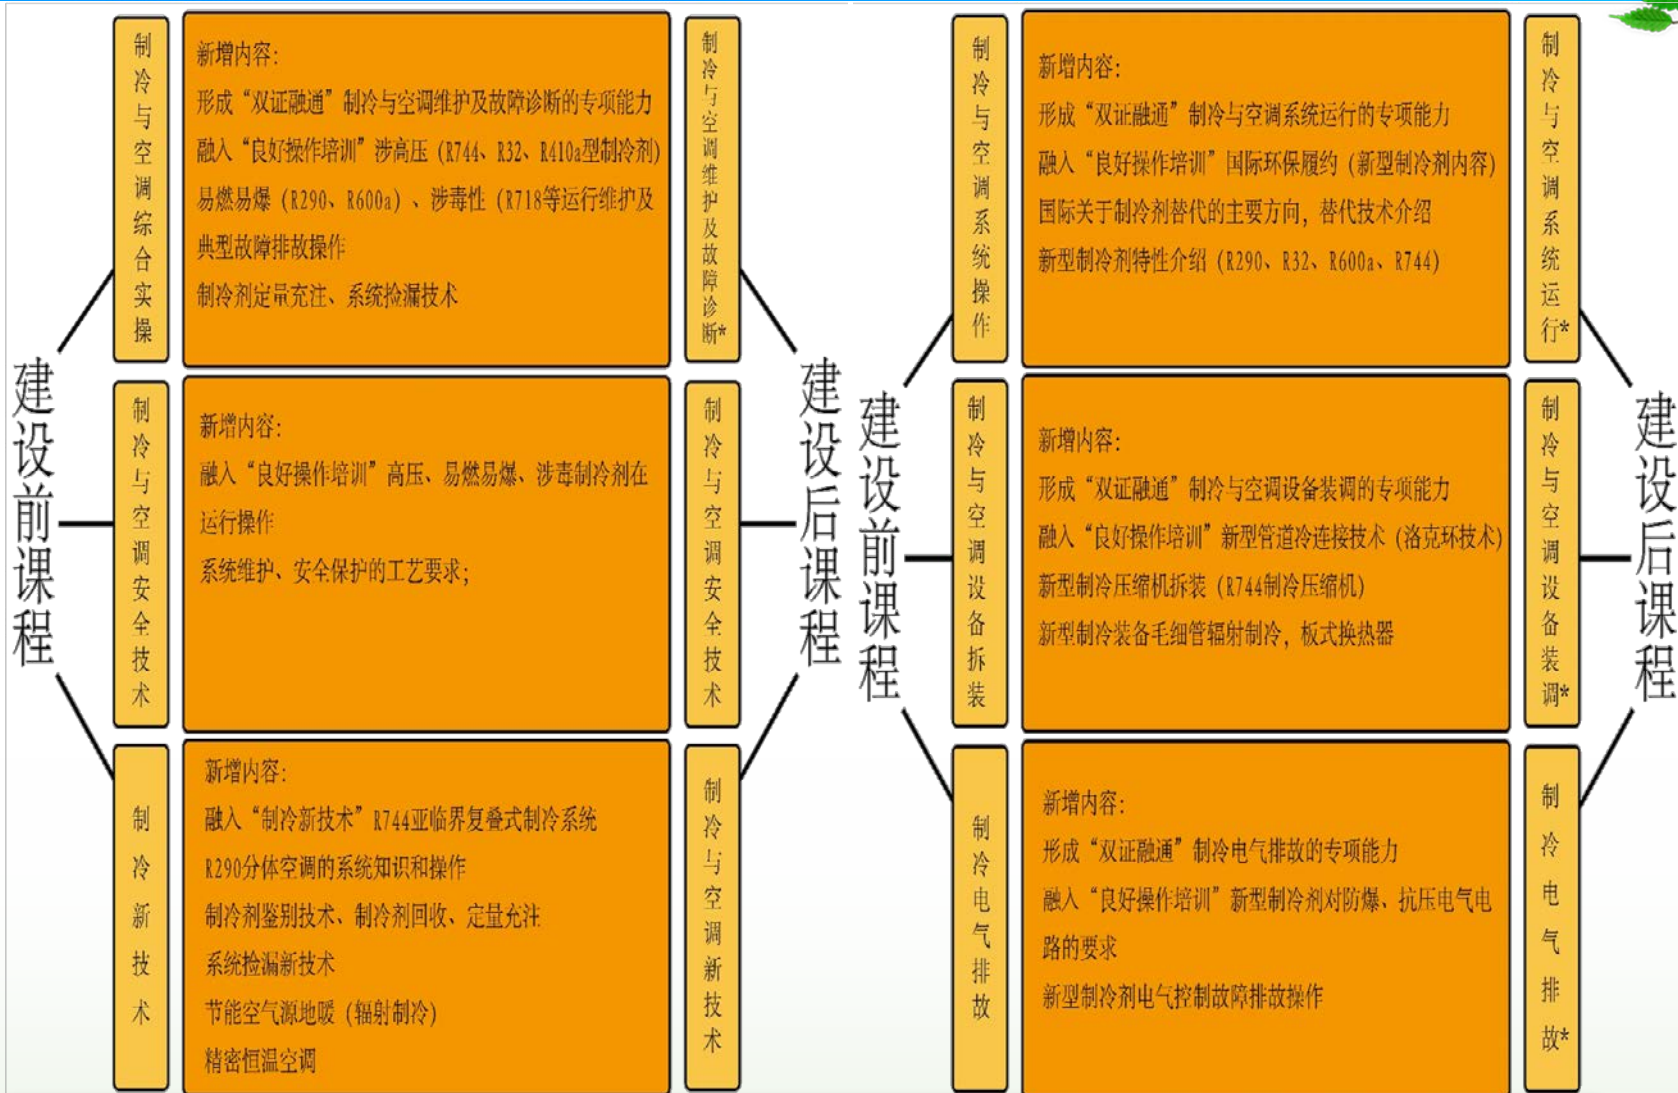 建设前课程
制冷与空调综合实操
新增内容：
形成“双证融通”制冷与空调维护及故障诊断的专项能力
融入“良好操作培训”涉高压（R744、R32、R410a型制冷剂）
易燃易爆（R290、R600a）、涉毒性（R718等运行维护及
典型故障排故操作
制冷剂定量充注、系统捡漏技术
制冷与空调维护及故障诊断*
制冷与空调安全技术
新增内容：
融入“良好操作培训”高压、易燃易爆、涉毒制冷剂在
运行操作
系统维护、安全保护的工艺要求；
制冷与空调安全技术
制冷新技术
新增内容：
融入“制冷新技术”R744亚临界复叠式制冷系统
R290分体空调的系统知识和操作
制冷剂鉴别技术、制冷剂回收、定量充注
系统捡漏新技术
节能空气源地暖（辐射制冷）
精密恒温空调
制冷与空调新技术
建设后课程
建设前课程
制冷与空调系统操作
新增内容：
形成“双证融通”制冷与空调系统运行的专项能力
融入“良好操作培训”国际环保履约（新型制冷剂内容）
国际关于制冷剂替代的主要方向，替代技术介绍
新型制冷剂特性介绍（R290、R32、R600a、R744）
制冷与空调系统运行*
制冷与空调设备拆装
新增内容：
形成“双证融通”制冷与空调设备装调的专项能力
融入“良好操作培训”新型管道冷连接技术（洛克环技术）
新型制冷压缩机拆装（R744制冷压缩机）
新型制冷装备毛细管辐射制冷，板式换热器
制冷与空调设备装调*
制冷电气排故
新增内容：
形成“双证融通”制冷电气排故的专项能力
融入“良好操作培训”新型制冷剂对防爆、抗压电气电
路的要求
新型制冷剂电气控制故障排故操作
制冷电气排故*
建设后课程